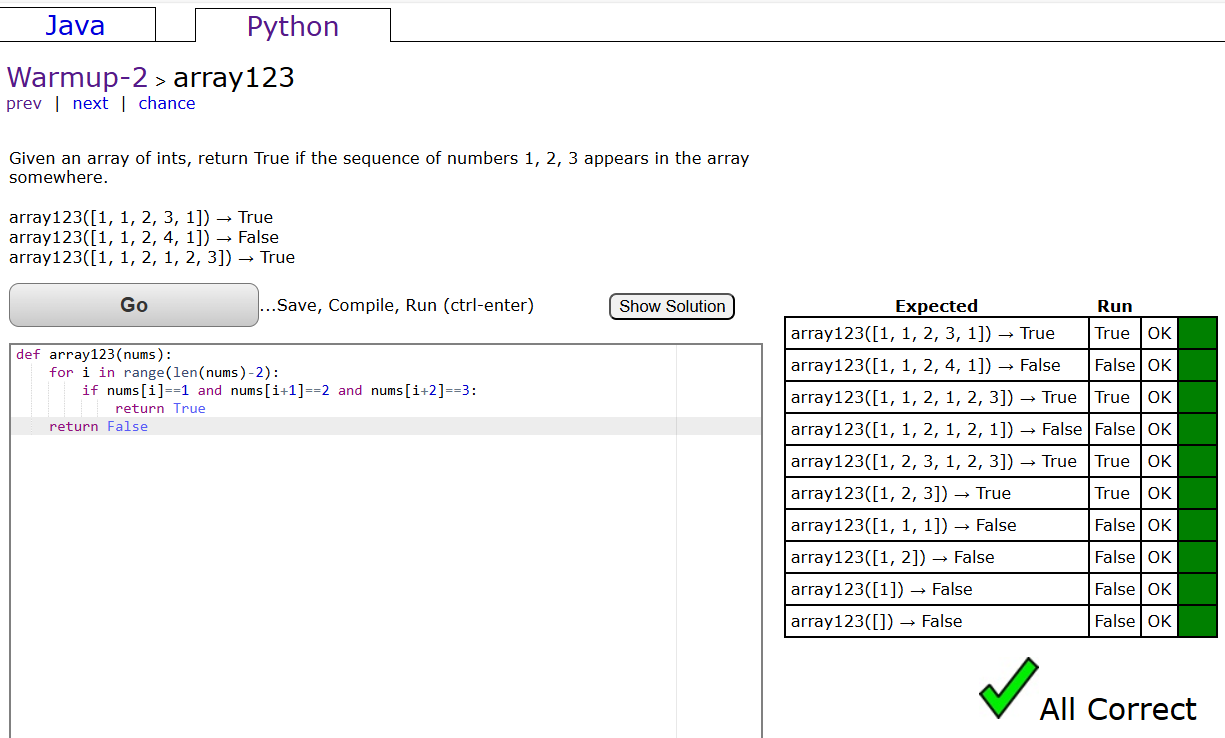 Java
Python
Warmup-2 > array123
prev | next | chance
Given an array of ints, return True if the sequence of numbers 1, 2, 3 appears in the array
somewhere.
array123([1, 1, 2, 3, 1]) → True
array123([1, 1, 2, 4, 1]) → False
array123([1, 1, 2, 1, 2, 3]) → True
Go
...Save, Compile, Run (ctrl-enter)
Show Solution
def array123(nums):
    for i in range(len(nums)-2):
        if nums[i]==1 and nums[i+1]==2 and nums[i+2]==3:
            return True
    return False
Expected Run
array123([1, 1, 2, 3, 1]) → True True OK
array123([1, 1, 2, 4, 1]) → False False OK
array123([1, 1, 2, 1, 2, 3]) → True True OK
array123([1, 1, 2, 1, 2, 1]) → False False OK
array123([1, 2, 3, 1, 2, 3]) → True True OK
array123([1, 2, 3]) → True True OK
array123([1, 1, 1]) → False False OK
array123([1, 2]) → False False OK
array123([1]) → False False OK
array123([]) → False False OK
All Correct